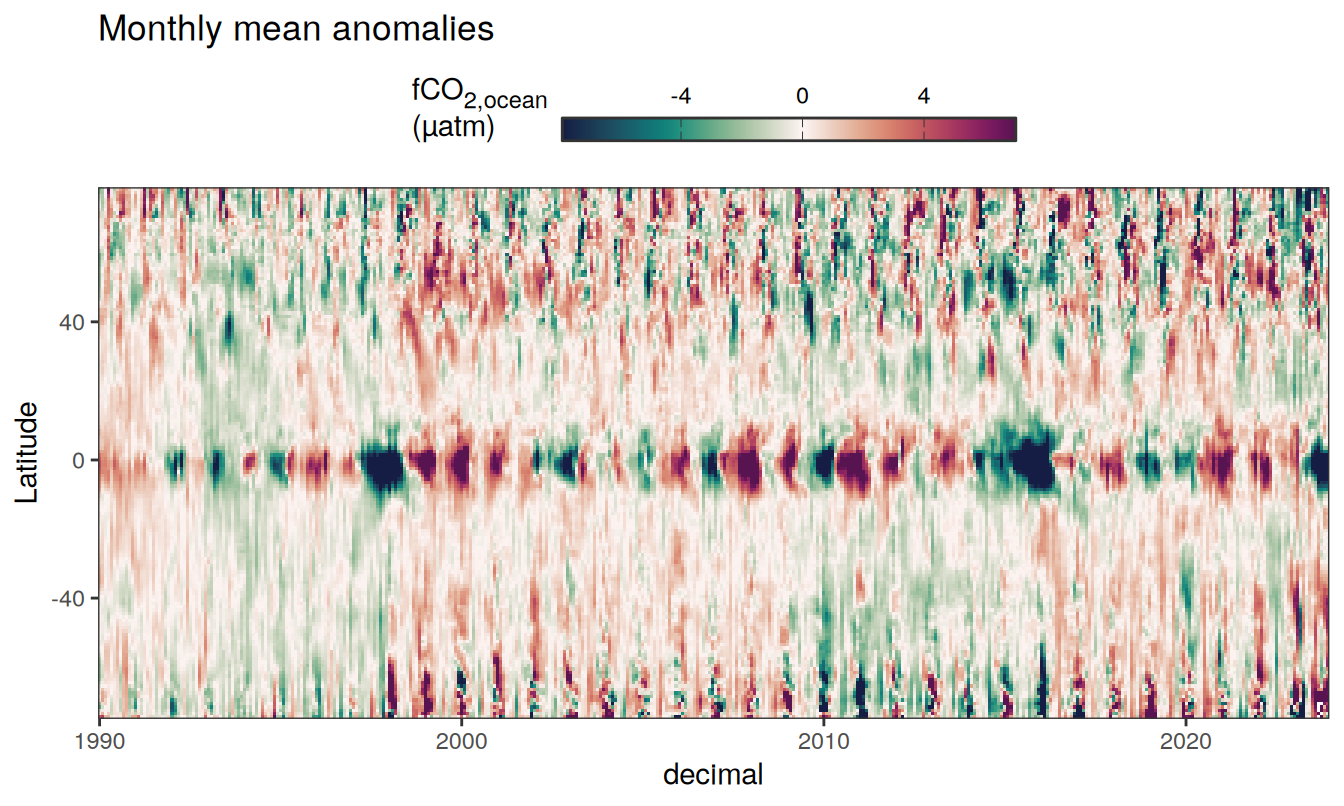 Monthly mean anomalies
fCO2,ocean
(µatm)
-4 0 4
Latitude
40
0
-40
1990 2000 2010 2020
decimal